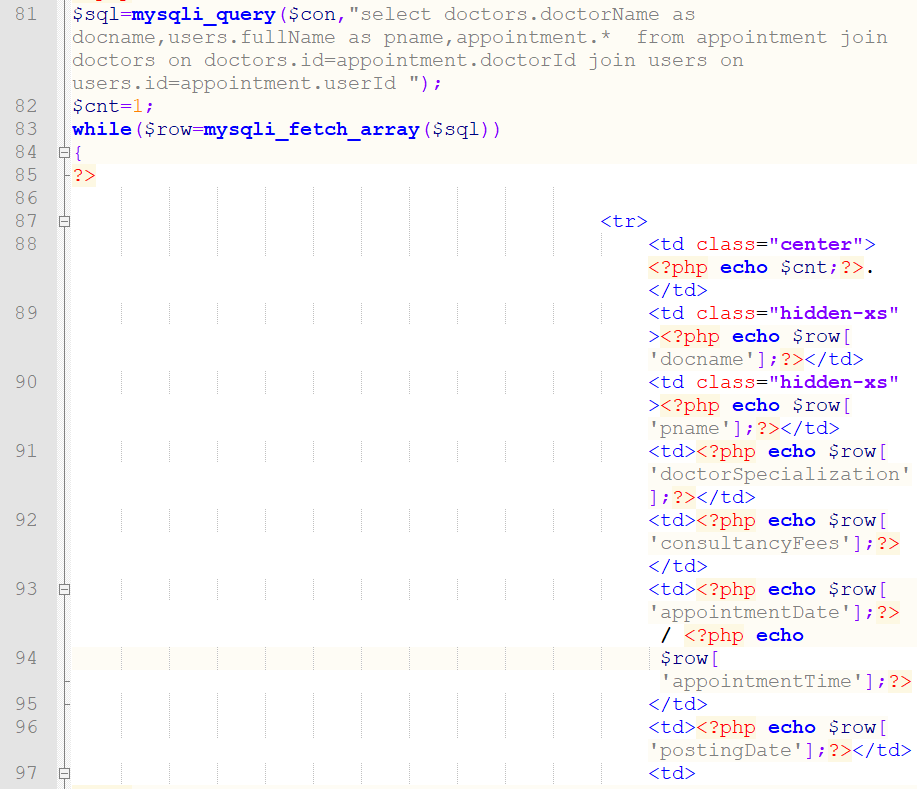 81 $sql=mysqli_query($con,"select doctors.doctorName as
docname,users.fullName as pname,appointment.*  from appointment join
doctors on doctors.id=appointment.doctorId join users on
users.id=appointment.userId ");
82 $cnt=1;
83 while($row=mysqli_fetch_array($sql))
84 {
85 ?>
86
87 <tr>
88 <td class="center">
<?php echo $cnt;?>.
</td>
89 <td class="hidden-xs"
><?php echo $row[
'docname'];?></td>
90 <td class="hidden-xs"
><?php echo $row[
'pname'];?></td>
91 <td><?php echo $row[
'doctorSpecialization'
];?></td>
92 <td><?php echo $row[
'consultancyFees'];?>
</td>
93 <td><?php echo $row[
'appointmentDate'];?>
/ <?php echo
94 $row[
'appointmentTime'];?>
95 </td>
96 <td><?php echo $row[
'postingDate'];?></td>
97 <td>